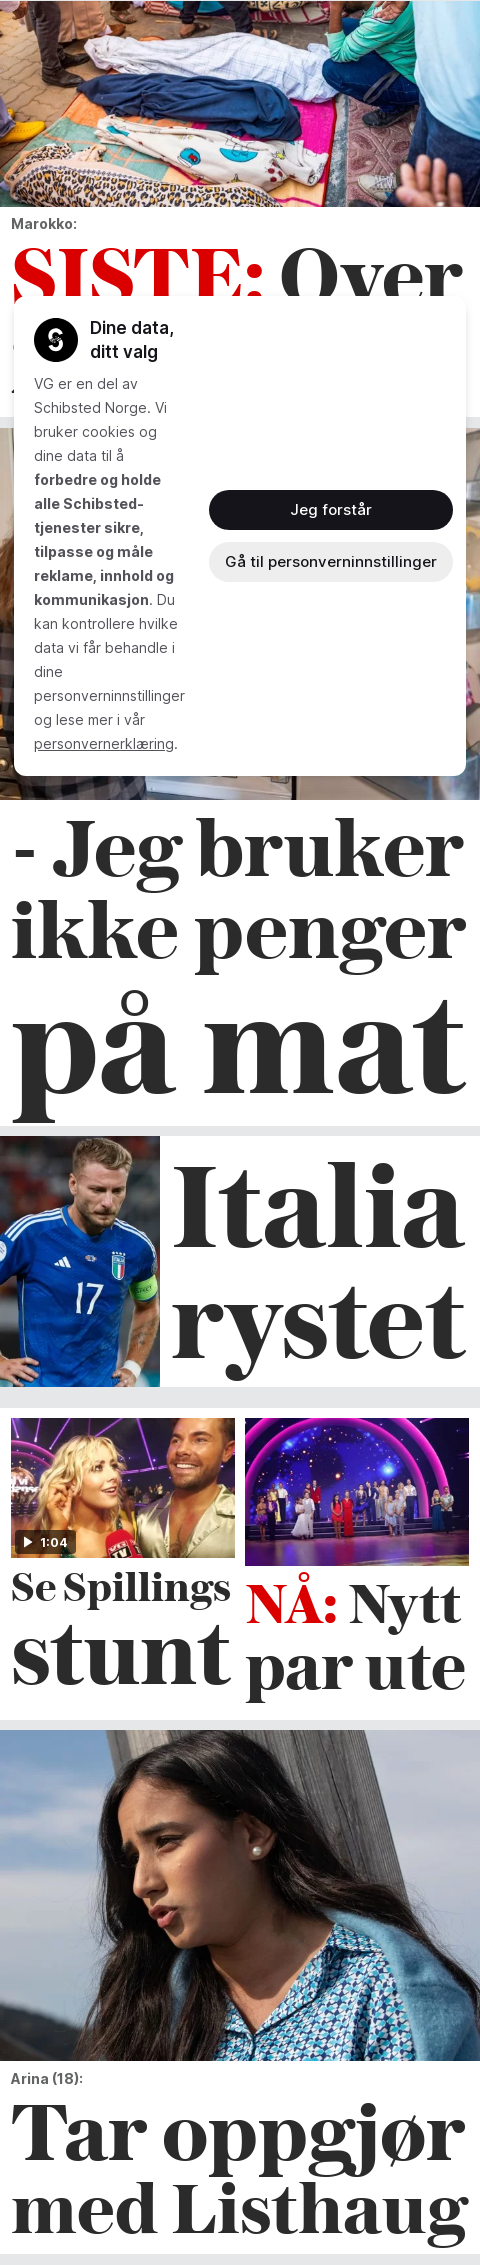 Marokko:
SISTE: Over
Dine data,
ditt valg
VG er en del av
Schibsted Norge. Vi
bruker cookies og
dine data til å
forbedre og holde
alle Schibsted-
tjenester sikre,
tilpasse og måle
reklame, innhold og
kommunikasjon. Du
kan kontrollere hvilke
data vi får behandle i
dine
personverninnstillinger
og lese mer i vår
personvernerklæring.
Jeg forstår
Gå til personverninnstillinger
- Jeg bruker
ikke penger
på mat
17
Italia
rystet
1:04
Se Spillings
stunt
NÅ: Nytt
par ute
Arina (18):
Tar oppgjør
med Listhaug